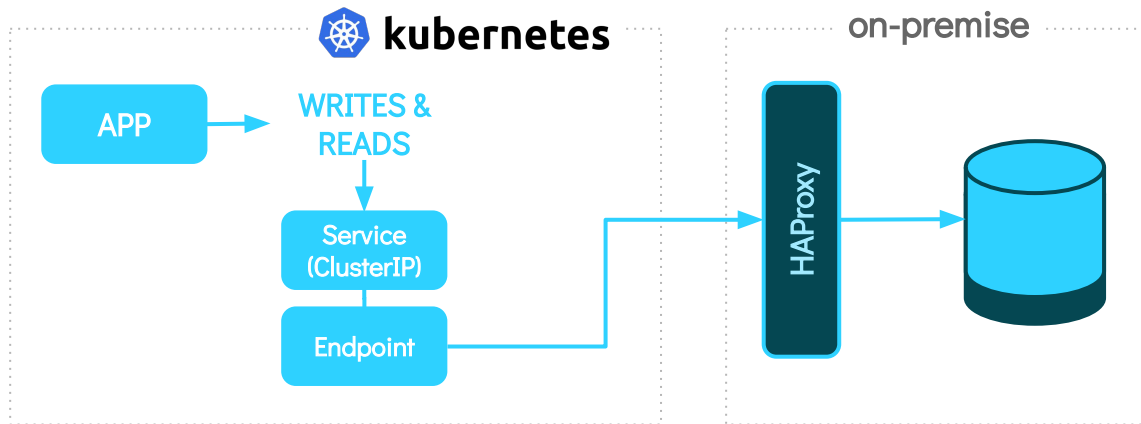 kubernetes
on-premise
APP
WRITES &
READS
Service
(ClusterIP)
Endpoint
HAProxy